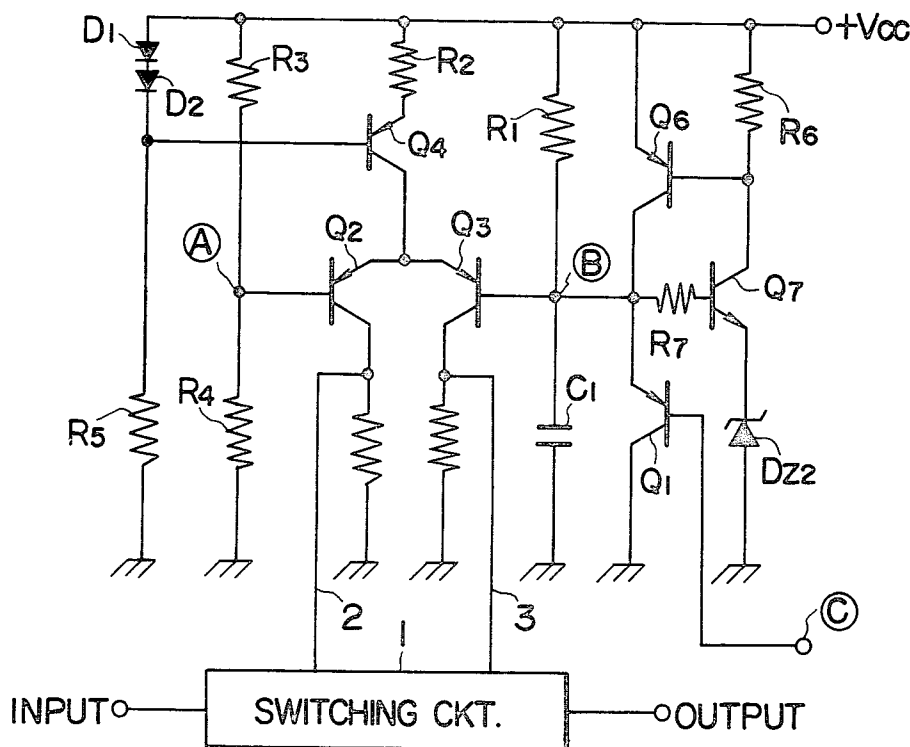 D1
D2
R3
R2
+Vcc
R1
Q6
R6
Q4
A
Q2
Q3
B
Q7
R7
R5
R4
C1
Q1
DZ2
2
1
3
C
INPUT
SWITCHING CKT.
OUTPUT